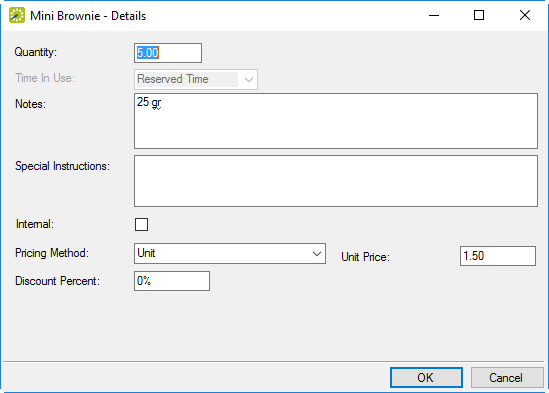 Mini Brownie - Details
Quantity: 5.00
Time In Use: Reserved Time
Notes: 25 gr
Special Instructions:
Internal:
Pricing Method: Unit Unit Price: 1.50
Discount Percent: 0%
OK Cancel